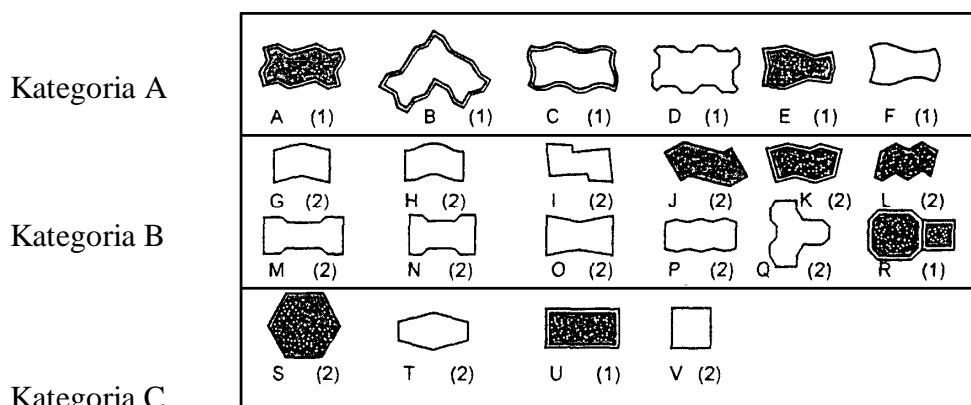 Kategoria A
A (1) B (1) C (1) D (1) E (1) F (1)
G (2) H (2) I (2) J (2) K (2) L (2)
Kategoria B
M (2) N (2) O (2) P (2) Q (2) R (1)
S (2) T (2) U (1) V (2)
Kategoria C